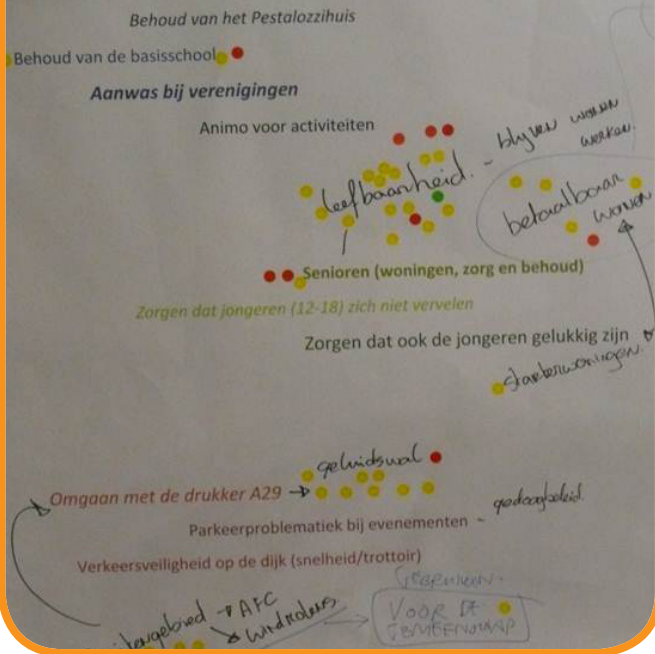 Behoud van het Pestalozzihuis
Behoud van de basisschool
Aanwas bij verenigingen
Animo voor activiteiten
leefbaarheid. - blijven wonen
werken.
betaalbaar
wonen
Senioren (woningen, zorg en behoud)
Zorgen dat jongeren (12-18) zich niet vervelen
Zorgen dat ook de jongeren gelukkig zijn
starterwoningen.
geluidswal
Omgaan met de drukker A29 →
Parkeerproblematiek bij evenementen - gedoogbeleid.
Verkeersveiligheid op de dijk (snelheid/trottoir)
→ AFC
VOOR DE
GEMEENSCHAP